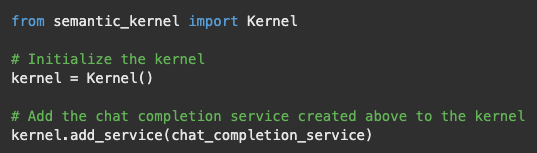 from semantic_kernel import Kernel
# Initialize the kernel
kernel = Kernel()
# Add the chat completion service created above to the kernel
kernel.add_service(chat_completion_service)